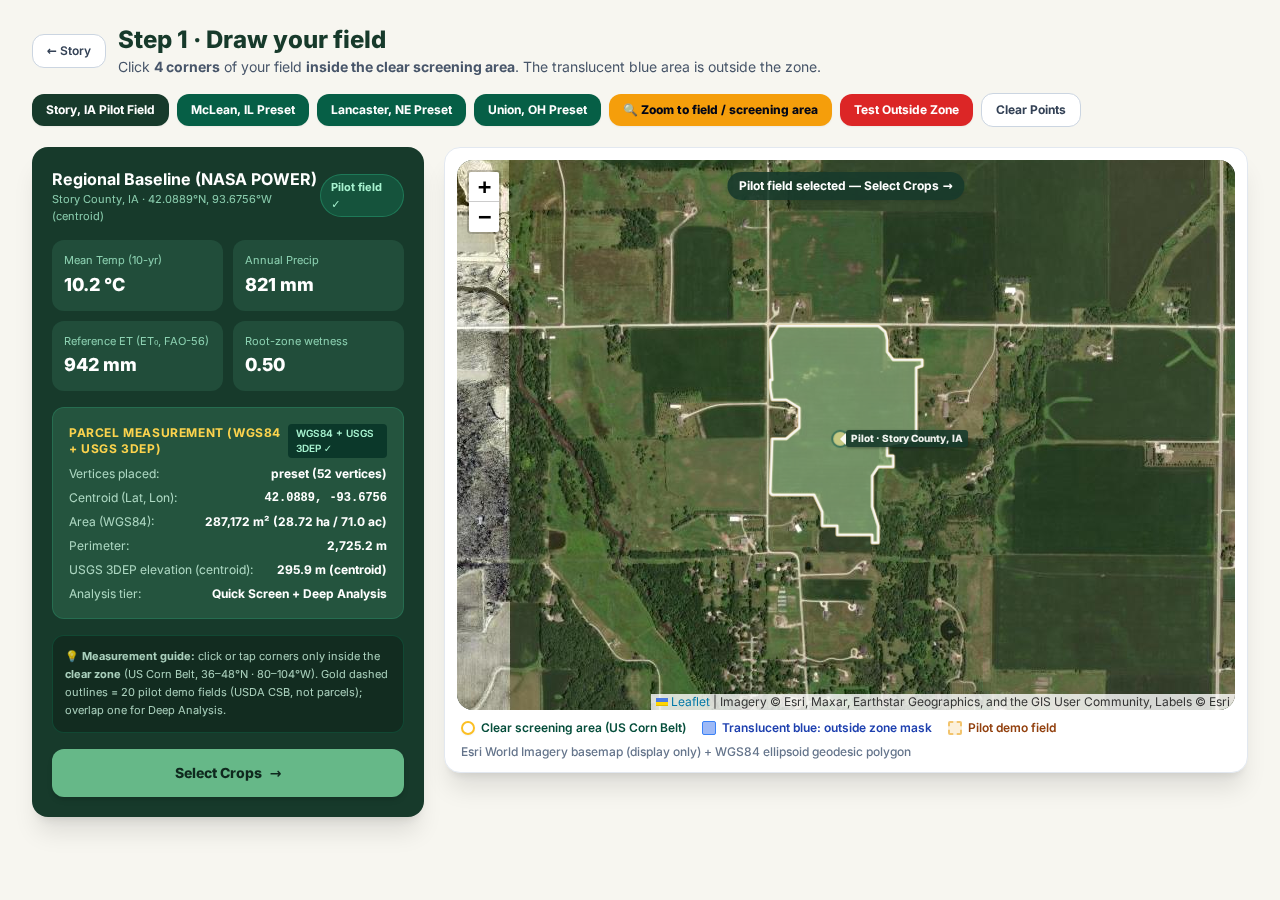 ← Story
Step 1 · Draw your field
Click 4 corners of your field inside the clear screening area. The translucent blue area is outside the zone.
Story, IA Pilot Field
McLean, IL Preset
Lancaster, NE Preset
Union, OH Preset
🔍 Zoom to field / screening area
Test Outside Zone
Clear Points
Regional Baseline (NASA POWER)
Story County, IA · 42.0889°N, 93.6756°W
(centroid)
Pilot field
✓
Mean Temp (10-yr)
10.2 °C
Annual Precip
821 mm
Reference ET (ET₀, FAO-56)
942 mm
Root-zone wetness
0.50
PARCEL MEASUREMENT (WGS84
+ USGS 3DEP)
WGS84 + USGS
3DEP ✓
Vertices placed: preset (52 vertices)
Centroid (Lat, Lon): 42.0889, -93.6756
Area (WGS84): 287,172 m² (28.72 ha / 71.0 ac)
Perimeter: 2,725.2 m
USGS 3DEP elevation (centroid): 295.9 m (centroid)
Analysis tier: Quick Screen + Deep Analysis
💡 Measurement guide: click or tap corners only inside the
clear zone (US Corn Belt, 36–48°N · 80–104°W). Gold dashed
outlines = 20 pilot demo fields (USDA CSB, not parcels);
overlap one for Deep Analysis.
Select Crops →
+
−
Pilot field selected — Select Crops →
Pilot · Story County, IA
Leaflet | Imagery © Esri, Maxar, Earthstar Geographics, and the GIS User Community, Labels © Esri
Clear screening area (US Corn Belt)
Translucent blue: outside zone mask
Pilot demo field
Esri World Imagery basemap (display only) + WGS84 ellipsoid geodesic polygon